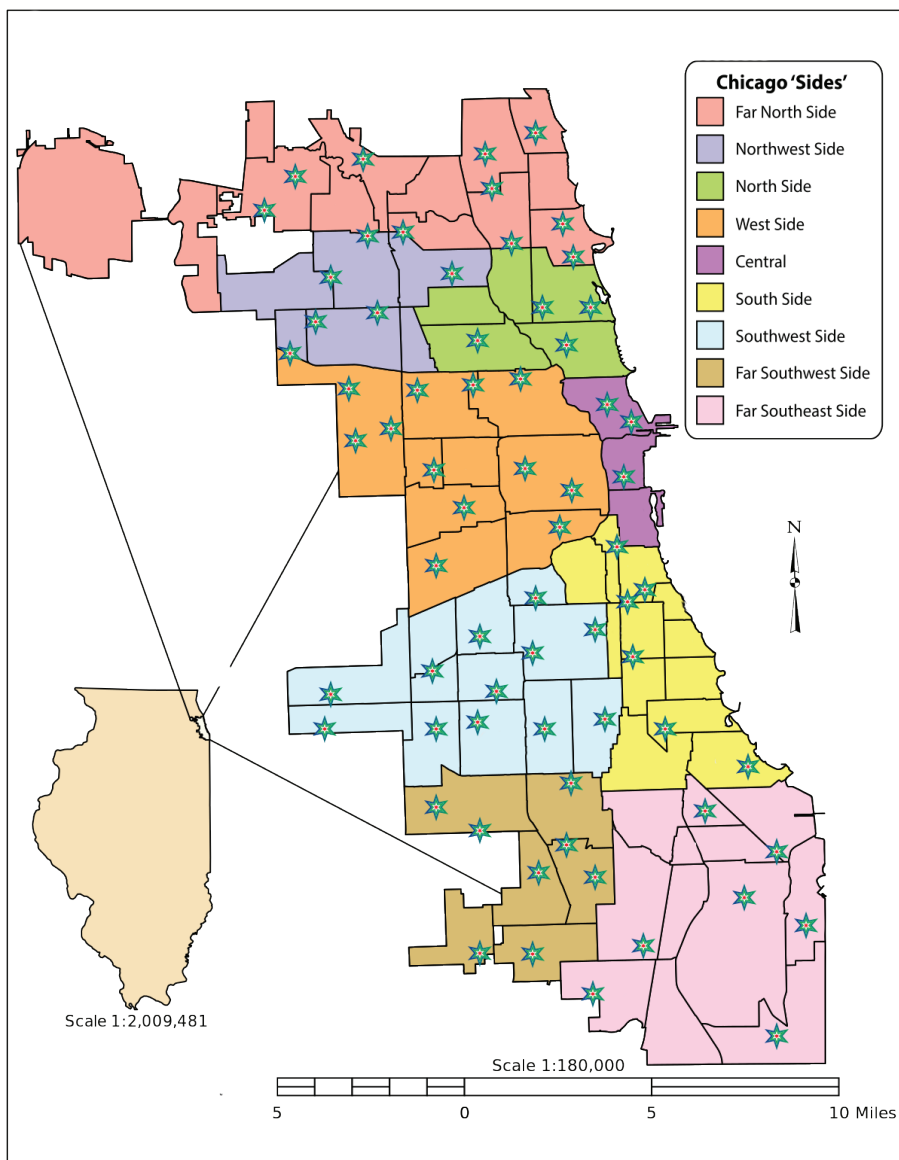 Chicago 'Sides'
Far North Side
Northwest Side
North Side
West Side
Central
South Side
Southwest Side
Far Southwest Side
Far Southeast Side
N
Scale 1:2,009,481
Scale 1:180,000
5 0 5 10 Miles